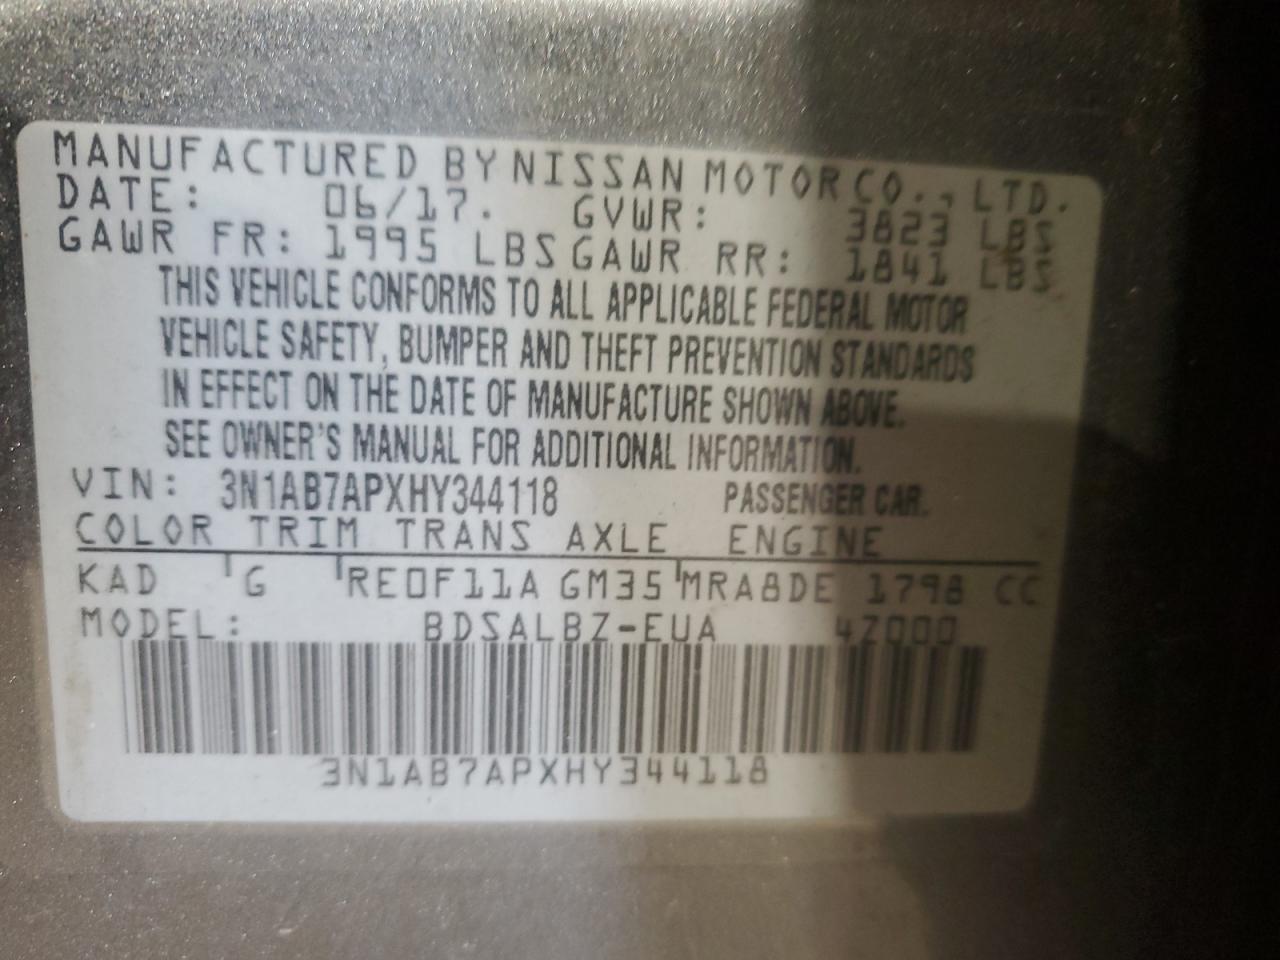 MANUFACTURED BY NISSAN MOTOR CO., LTD.
DATE: 06/17. GVWR: 3823 LBS
GAWR FR: 1995 LBS GAWR RR: 1841 LBS
THIS VEHICLE CONFORMS TO ALL APPLICABLE FEDERAL MOTOR
VEHICLE SAFETY, BUMPER AND THEFT PREVENTION STANDARDS
IN EFFECT ON THE DATE OF MANUFACTURE SHOWN ABOVE.
SEE OWNER'S MANUAL FOR ADDITIONAL INFORMATION.
VIN: 3N1AB7APXHY344118 PASSENGER CAR.
COLOR TRIM TRANS AXLE ENGINE
KAD G RE0F11A GM35 MRA8DE 1798 CC
MODEL: BDSALBZ-EUA 4Z000
3N1AB7APXHY344118